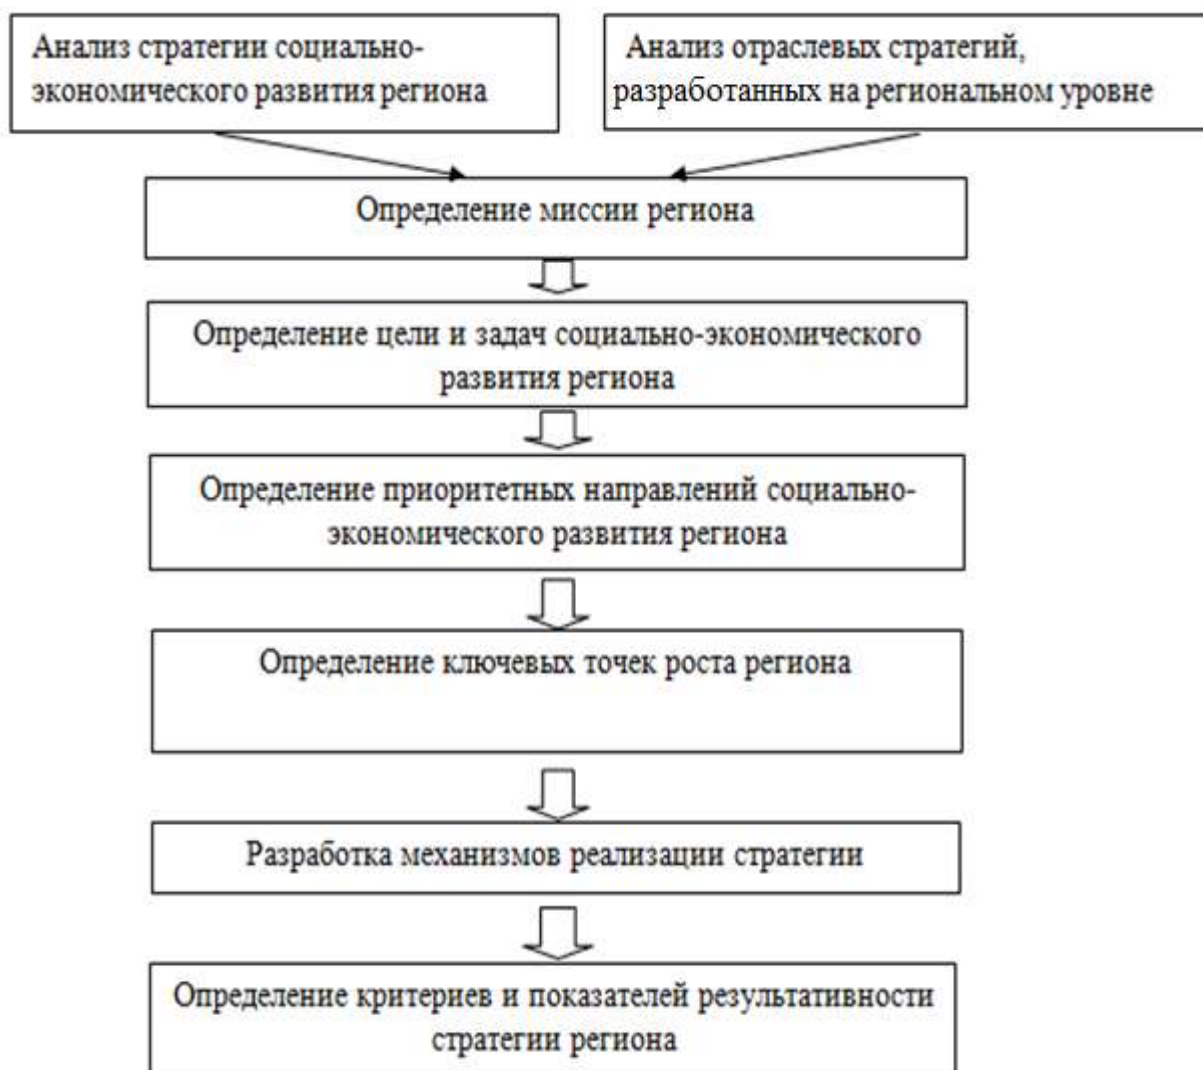 Анализ стратегии социально-
экономического развития региона
Анализ отраслевых стратегий,
разработанных на региональном уровне
Определение миссии региона
Определение цели и задач социально-экономического
развития региона
Определение приоритетных направлений социально-
экономического развития региона
Определение ключевых точек роста региона
Разработка механизмов реализации стратегии
Определение критериев и показателей результативности
стратегии региона